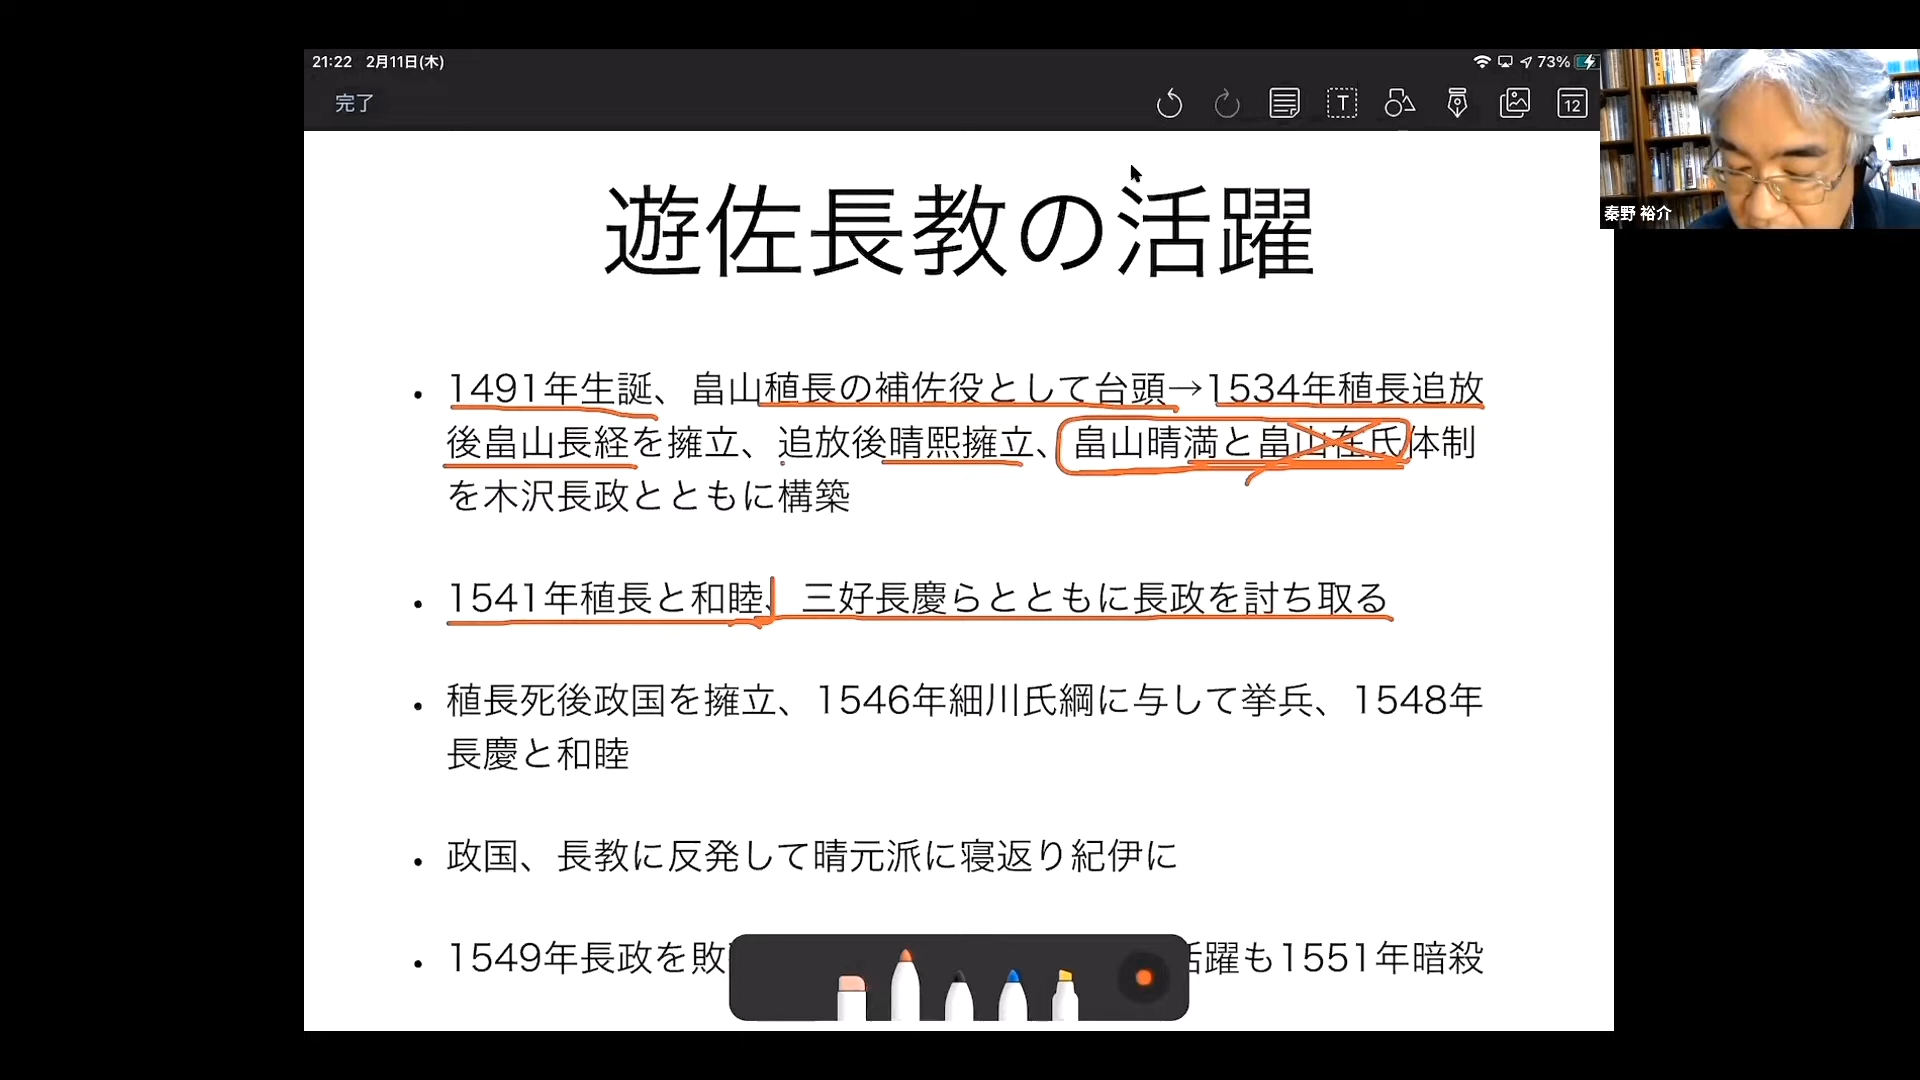 21:22 2月11日(木)
73%
完了
T
12
秦野 裕介
遊佐長教の活躍
• 1491年生誕、畠山稙長の補佐役として台頭→1534年稙長追放
後畠山長経を擁立、追放後晴熙擁立、畠山晴満と畠山在氏体制
を木沢長政とともに構築
• 1541年稙長と和睦、三好長慶らとともに長政を討ち取る
• 稙長死後政国を擁立、1546年細川氏綱に与して挙兵、1548年
長慶と和睦
• 政国、長教に反発して晴元派に寝返り紀伊に
• 1549年長政を敗 活躍も1551年暗殺